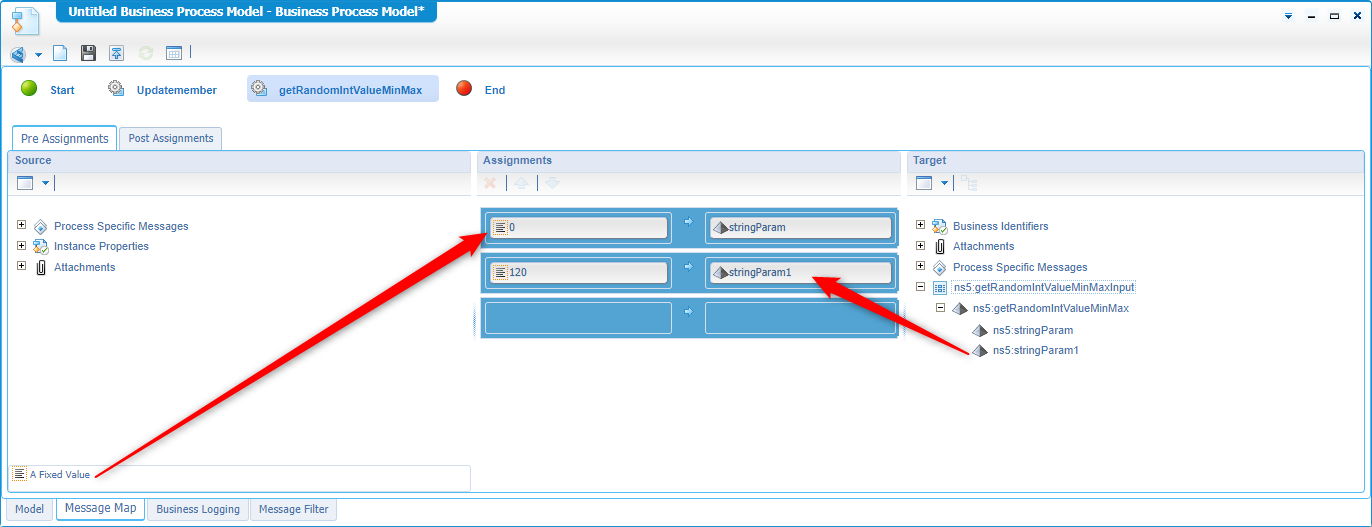 Untitled Business Process Model - Business Process Model*
Start
Updatemember
getRandomIntValueMinMax
End
Pre Assignments
Post Assignments
Source
Assignments
Target
Process Specific Messages
Instance Properties
Attachments
0
stringParam
120
stringParam1
Business Identifiers
Attachments
Process Specific Messages
ns5:getRandomIntValueMinMaxInput
ns5:getRandomIntValueMinMax
ns5:stringParam
ns5:stringParam1
A Fixed Value
Model
Message Map
Business Logging
Message Filter